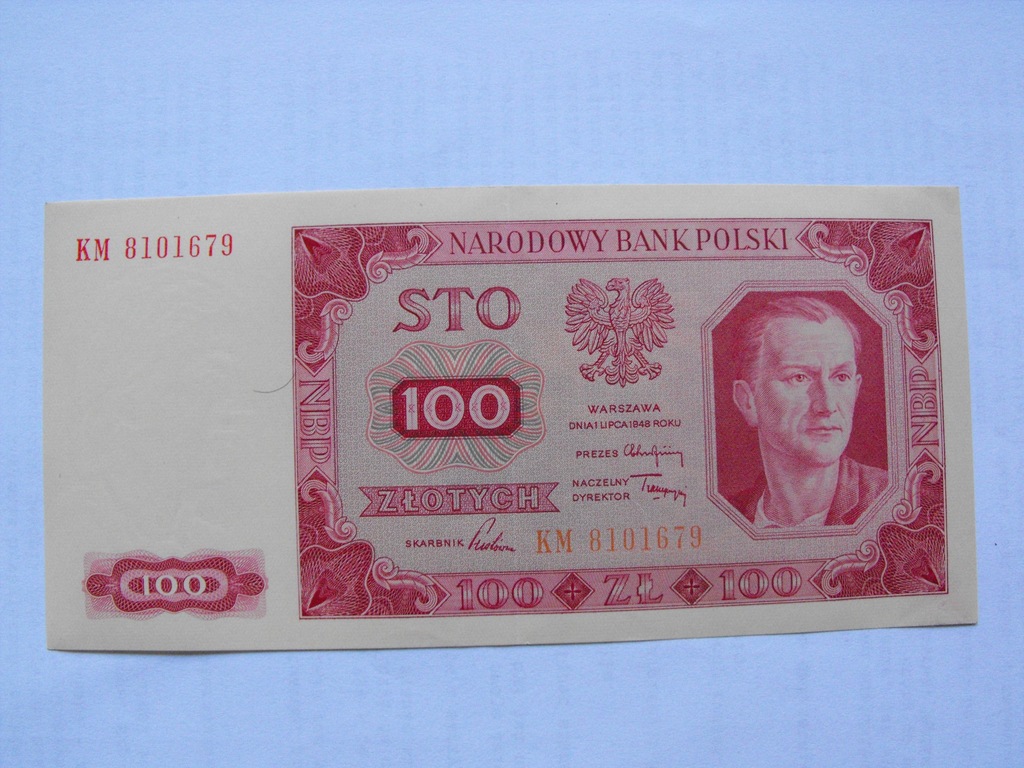 KM 8101679
NARODOWY BANK POLSKI
STO
100
ZŁOTYCH
WARSZAWA
DNIA 1 LIPCA 1948 ROKU
PREZES
NACZELNY
DYREKTOR
SKARBNIK
KM 8101679
NBP
NBP
100
100 ZŁ 100